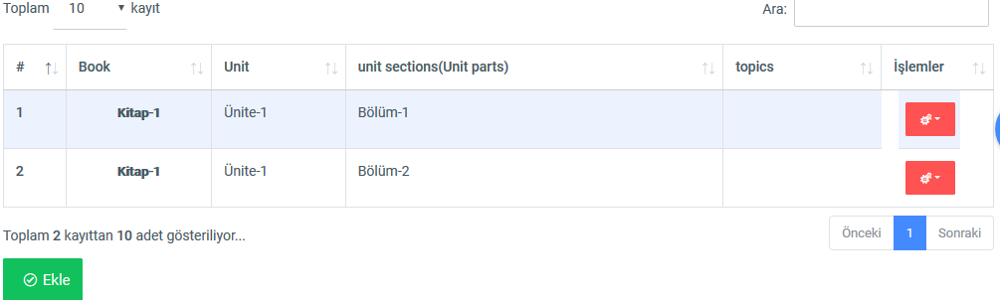 Toplam 10 kayıt Ara:
# Book Unit unit sections(Unit parts) topics İşlemler
1 Kitap-1 Ünite-1 Bölüm-1
2 Kitap-1 Ünite-1 Bölüm-2
Toplam 2 kayıttan 10 adet gösteriliyor... Önceki 1 Sonraki
Ekle